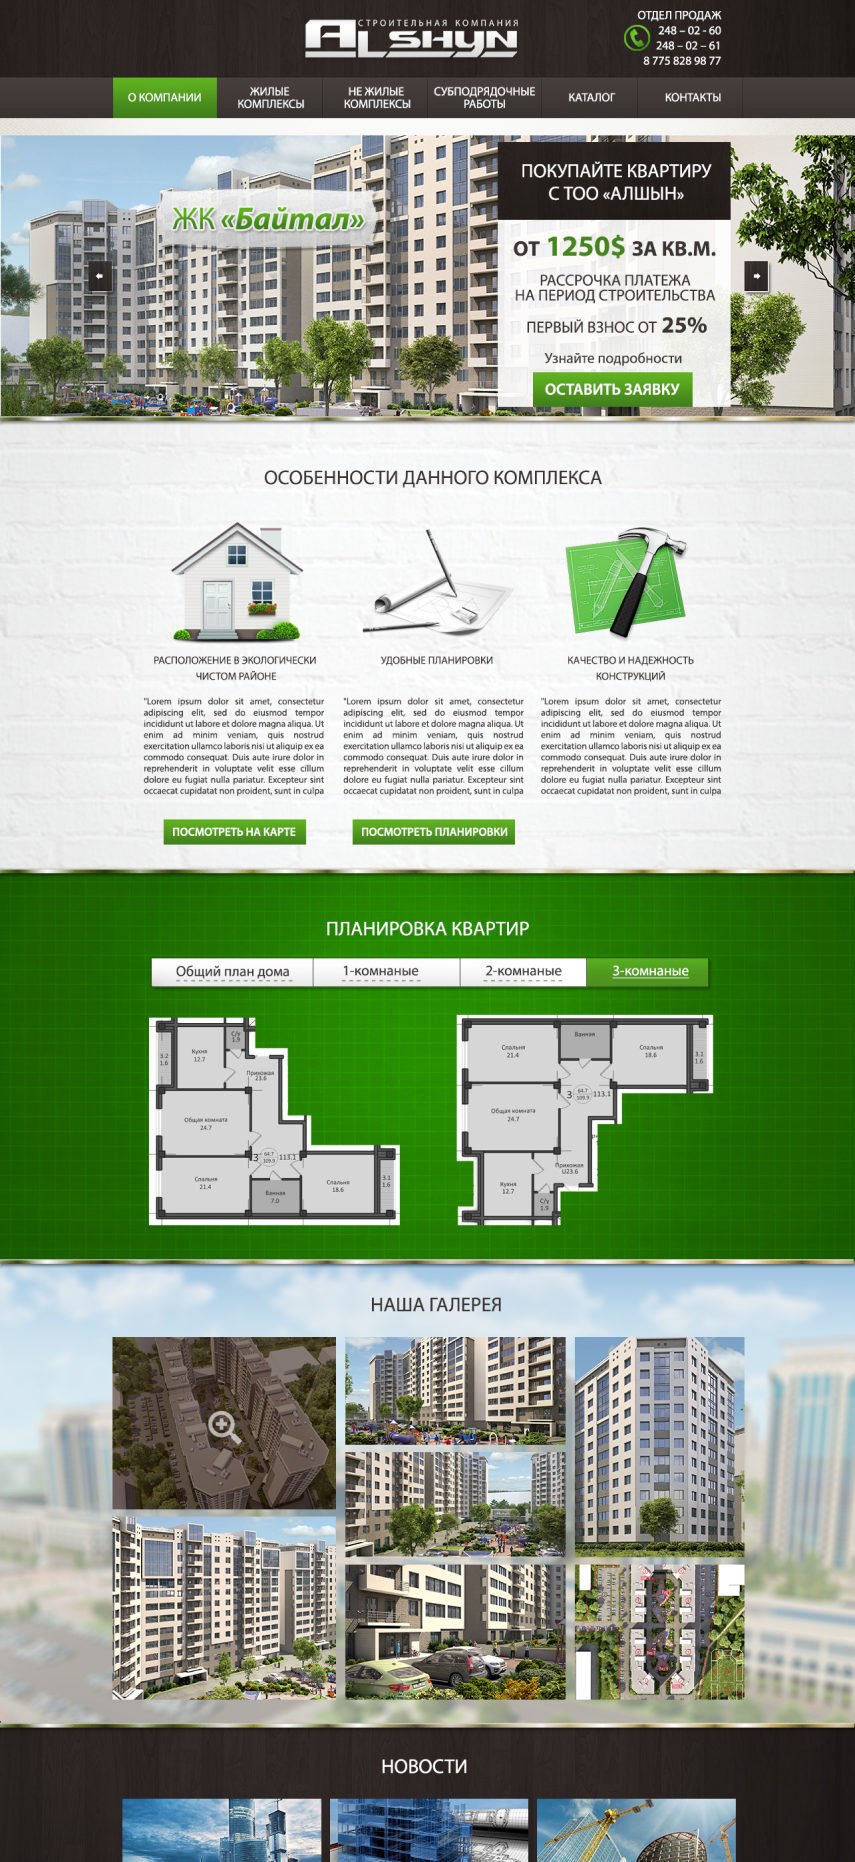 СТРОИТЕЛЬНАЯ КОМПАНИЯ
ALSHYN
ОТДЕЛ ПРОДАЖ
248 – 02 - 60
248 – 02 – 61
8 775 828 98 77
О КОМПАНИИ
ЖИЛЫЕ
КОМПЛЕКСЫ
НЕ ЖИЛЫЕ
КОМПЛЕКСЫ
СУБПОДРЯДОЧНЫЕ
РАБОТЫ
КАТАЛОГ
КОНТАКТЫ
ЖК «Байтал»
ПОКУПАЙТЕ КВАРТИРУ
С ТОО «АЛШЫН»
ОТ 1250$ ЗА КВ.М.
РАССРОЧКА ПЛАТЕЖА
НА ПЕРИОД СТРОИТЕЛЬСТВА
ПЕРВЫЙ ВЗНОС ОТ 25%
Узнайте подробности
ОСТАВИТЬ ЗАЯВКУ
ОСОБЕННОСТИ ДАННОГО КОМПЛЕКСА
РАСПОЛОЖЕНИЕ В ЭКОЛОГИЧЕСКИ
ЧИСТОМ РАЙОНЕ
"Lorem ipsum dolor sit amet, consectetur
adipiscing elit, sed do eiusmod tempor
incididunt ut labore et dolore magna aliqua. Ut
enim ad minim veniam, quis nostrud
exercitation ullamco laboris nisi ut aliquip ex ea
commodo consequat. Duis aute irure dolor in
reprehenderit in voluptate velit esse cillum
dolore eu fugiat nulla pariatur. Excepteur sint
occaecat cupidatat non proident, sunt in culpa
ПОСМОТРЕТЬ НА КАРТЕ
УДОБНЫЕ ПЛАНИРОВКИ
"Lorem ipsum dolor sit amet, consectetur
adipiscing elit, sed do eiusmod tempor
incididunt ut labore et dolore magna aliqua. Ut
enim ad minim veniam, quis nostrud
exercitation ullamco laboris nisi ut aliquip ex ea
commodo consequat. Duis aute irure dolor in
reprehenderit in voluptate velit esse cillum
dolore eu fugiat nulla pariatur. Excepteur sint
occaecat cupidatat non proident, sunt in culpa
ПОСМОТРЕТЬ ПЛАНИРОВКИ
КАЧЕСТВО И НАДЕЖНОСТЬ
КОНСТРУКЦИЙ
"Lorem ipsum dolor sit amet, consectetur
adipiscing elit, sed do eiusmod tempor
incididunt ut labore et dolore magna aliqua. Ut
enim ad minim veniam, quis nostrud
exercitation ullamco laboris nisi ut aliquip ex ea
commodo consequat. Duis aute irure dolor in
reprehenderit in voluptate velit esse cillum
dolore eu fugiat nulla pariatur. Excepteur sint
occaecat cupidatat non proident, sunt in culpa
ПЛАНИРОВКА КВАРТИР
Общий план дома
1-комнаные
2-комнаные
3-комнаные
С/у
1.9
3.2
1.6
Кухня
12.7
Прихожая
23.6
Общая комната
24.7
3
64.7
109.9
113.1
Спальня
21.4
Ванная
7.0
Спальня
18.6
3.1
1.6
Спальня
21.4
Ванная
Спальня
18.6
3.1
1.6
3
64.7
109.9
113.1
Общая комната
24.7
Прихожая
U23.6
Кухня
12.7
С/у
1.9
НАША ГАЛЕРЕЯ
НОВОСТИ